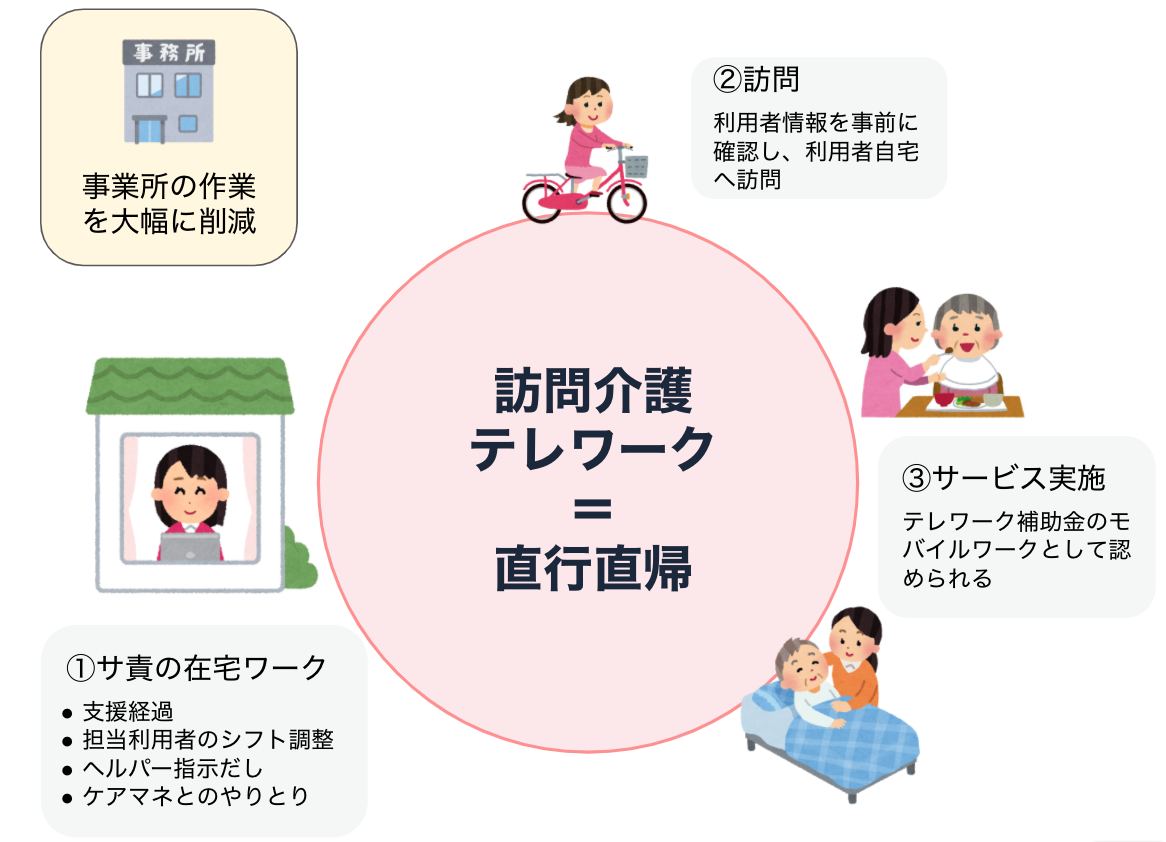 事務所
事業所の作業
を大幅に削減
②訪問
利用者情報を事前に
確認し、利用者自宅
へ訪問
訪問介護
テレワーク
＝
直行直帰
③サービス実施
テレワーク補助金のモ
バイルワークとして認
められる
①サ責の在宅ワーク
● 支援経過
● 担当利用者のシフト調整
● ヘルパー指示だし
● ケアマネとのやりとり